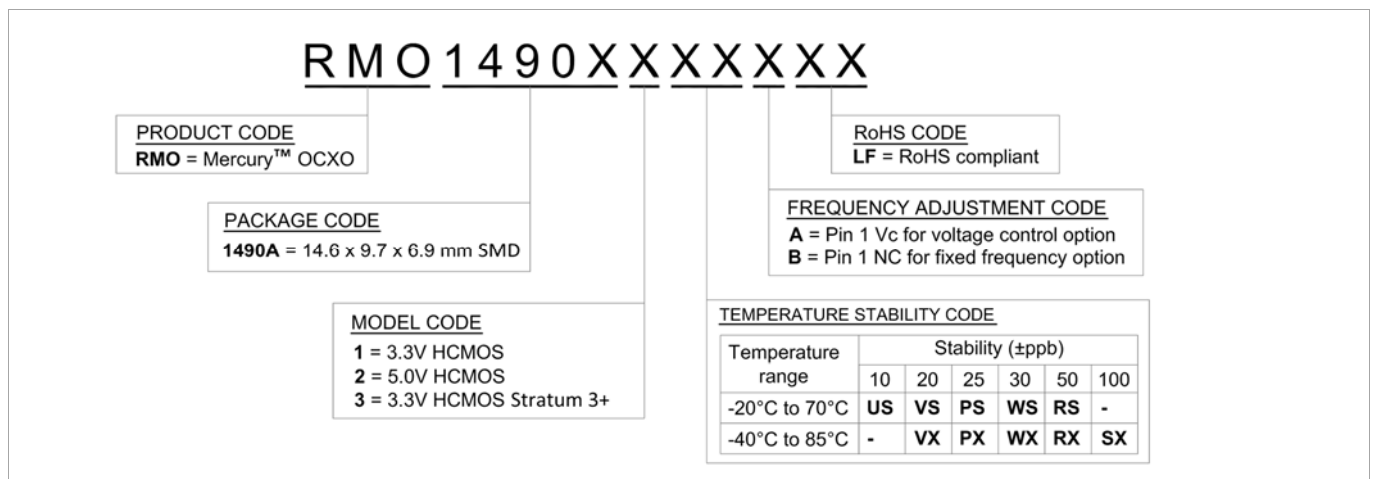 RMO1490XXXXXXX
PRODUCT CODE
RMO = Mercury™ OCXO
PACKAGE CODE
1490A = 14.6 x 9.7 x 6.9 mm SMD
MODEL CODE
1 = 3.3V HCMOS
2 = 5.0V HCMOS
3 = 3.3V HCMOS Stratum 3+
RoHS CODE
LF = RoHS compliant
FREQUENCY ADJUSTMENT CODE
A = Pin 1 Vc for voltage control option
B = Pin 1 NC for fixed frequency option
TEMPERATURE STABILITY CODE
Temperature range Stability (±ppb)
10 20 25 30 50 100
-20°C to 70°C US VS PS WS RS -
-40°C to 85°C - VX PX WX RX SX